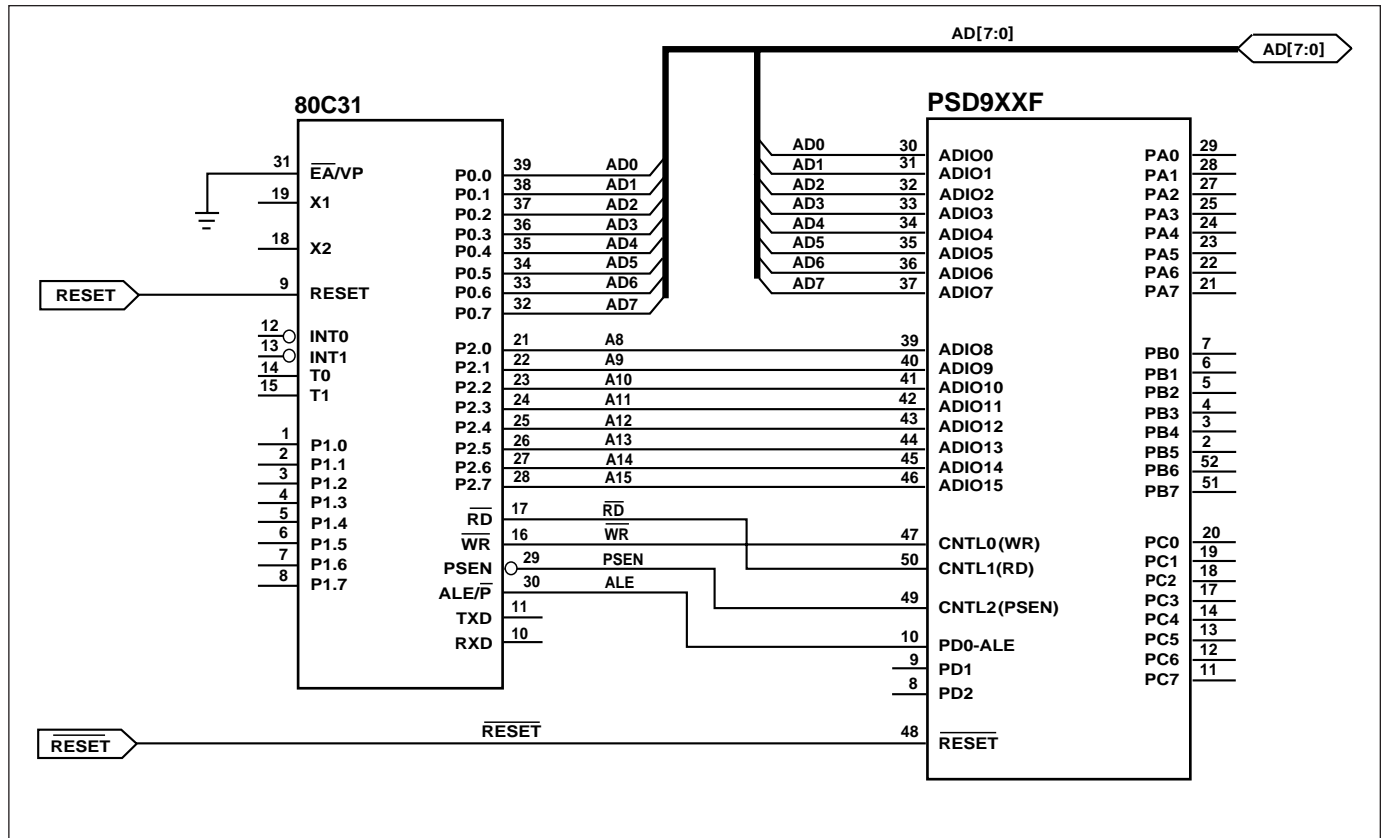 AD[7:0]
AD[7:0]
80C31
31 EA/VP
19 X1
18 X2
RESET
9 RESET
12 INT0
13 INT1
14 T0
15 T1
1 P1.0
2 P1.1
3 P1.2
4 P1.3
5 P1.4
6 P1.5
7 P1.6
8 P1.7
P0.0 39 AD0
P0.1 38 AD1
P0.2 37 AD2
P0.3 36 AD3
P0.4 35 AD4
P0.5 34 AD5
P0.6 33 AD6
P0.7 32 AD7
P2.0 21 A8
P2.1 22 A9
P2.2 23 A10
P2.3 24 A11
P2.4 25 A12
P2.5 26 A13
P2.6 27 A14
P2.7 28 A15
RD 17 RD
WR 16 WR
PSEN 29 PSEN
ALE/P 30 ALE
TXD 11
RXD 10
PSD9XXF
AD0 30 ADIO0
AD1 31 ADIO1
AD2 32 ADIO2
AD3 33 ADIO3
AD4 34 ADIO4
AD5 35 ADIO5
AD6 36 ADIO6
AD7 37 ADIO7
39 ADIO8
40 ADIO9
41 ADIO10
42 ADIO11
43 ADIO12
44 ADIO13
45 ADIO14
46 ADIO15
47 CNTL0(WR)
50 CNTL1(RD)
49 CNTL2(PSEN)
10 PD0-ALE
9 PD1
8 PD2
48 RESET
PA0 29
PA1 28
PA2 27
PA3 25
PA4 24
PA5 23
PA6 22
PA7 21
PB0 7
PB1 6
PB2 5
PB3 4
PB4 3
PB5 2
PB6 52
PB7 51
PC0 20
PC1 19
PC2 18
PC3 17
PC4 14
PC5 13
PC6 12
PC7 11
RESET
RESET